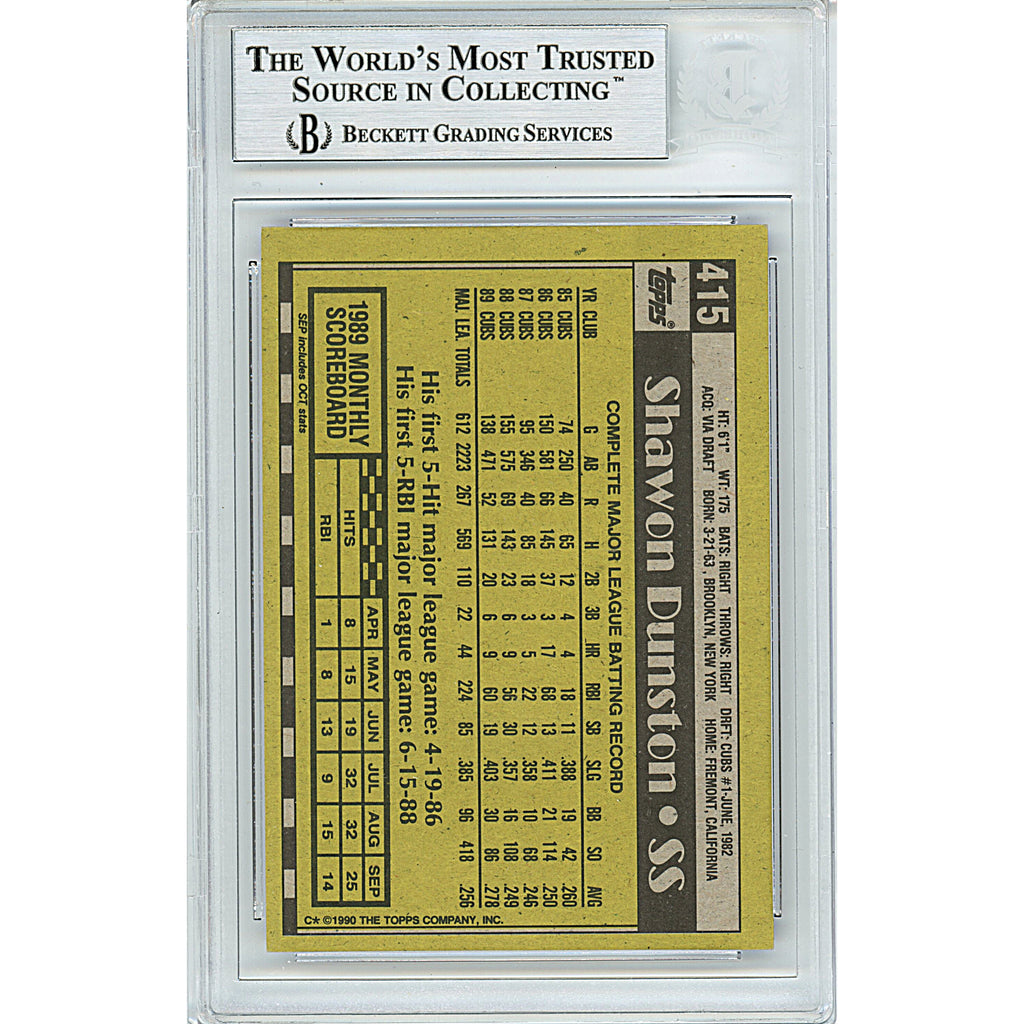 THE WORLD'S MOST TRUSTED
SOURCE IN COLLECTING™
B BECKETT GRADING SERVICES
415
topps®
HT: 6'1" WT: 175 BATS: RIGHT THROWS: RIGHT DRFT: CUBS #1-JUNE, 1982
ACQ: VIA DRAFT BORN: 3-21-63, BROOKLYN, NEW YORK HOME: FREMONT, CALIFORNIA
Shawon Dunston • SS
COMPLETE MAJOR LEAGUE BATTING RECORD
YR CLUB G AB R H 2B 3B HR RBI SB SLG BB SO AVG
85 CUBS 74 250 40 65 12 4 4 18 11 .388 19 42 .260
86 CUBS 150 581 66 145 37 3 17 68 13 .411 21 114 .250
87 CUBS 95 346 40 85 18 3 5 22 12 .358 10 68 .246
88 CUBS 155 575 69 143 23 6 9 56 30 .357 16 108 .249
89 CUBS 138 471 52 131 20 6 9 60 19 .403 30 86 .278
MAJ. LEA. TOTALS 612 2223 267 569 110 22 44 224 85 .385 96 418 .256
His first 5-Hit major league game: 4-19-86
His first 5-RBI major league game: 6-15-88
1989 MONTHLY
SCOREBOARD
APR MAY JUN JUL AUG SEP
HITS 8 15 19 32 32 25
RBI 1 8 13 9 15 14
SEP includes OCT stats
C* ©1990 THE TOPPS COMPANY, INC.